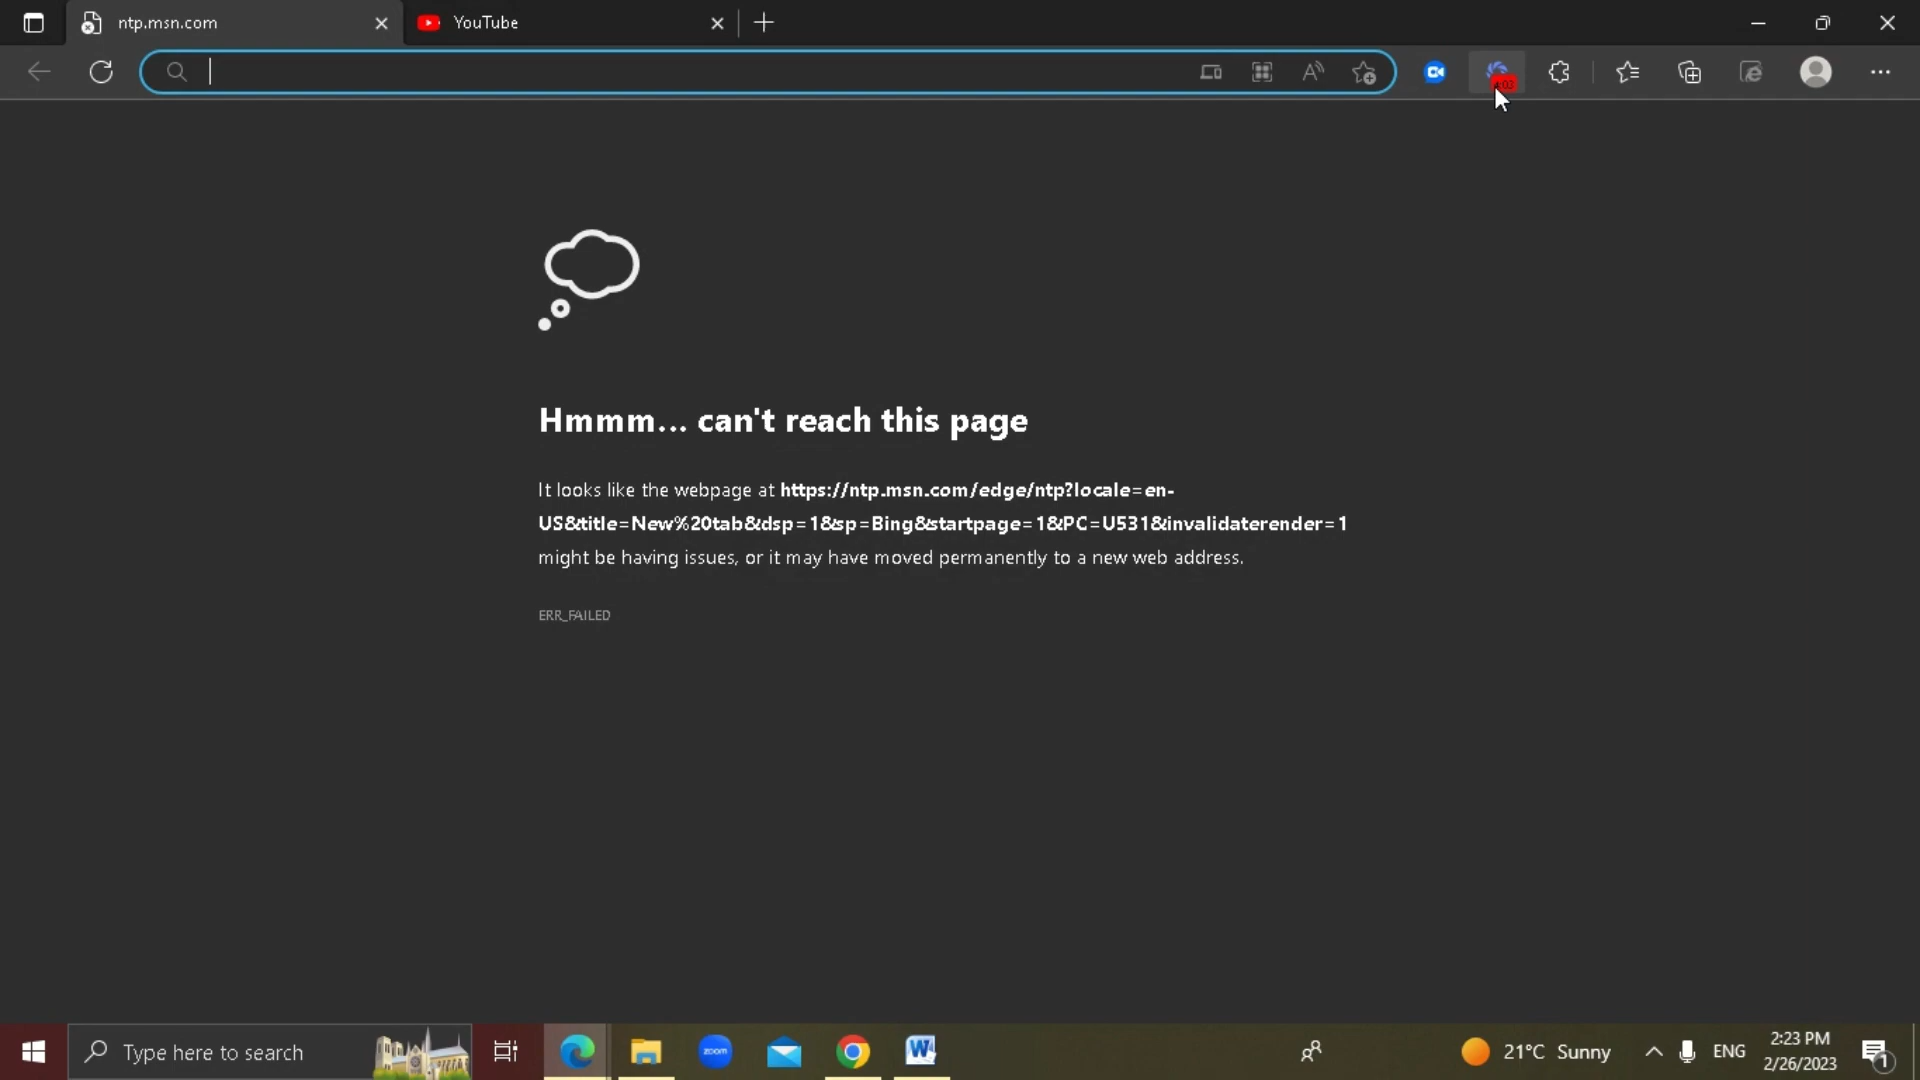 ntp.msn.com
YouTube
Hmmm... can't reach this page
It looks like the webpage at https://ntp.msn.com/edge/ntp?locale=en-
US&title=New%20tab&dsp=1&sp=Bing&startpage=1&PC=U531&invalidaterender=1
might be having issues, or it may have moved permanently to a new web address.
ERR_FAILED
Type here to search
zoom
W
21°C Sunny
ENG
2:23 PM
2/26/2023
1